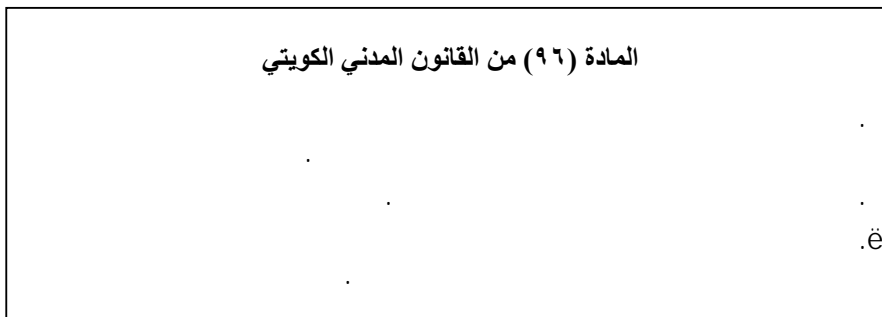 المادة (٩٦) من القانون المدني الكويتي
.
.
. .
ë.
.